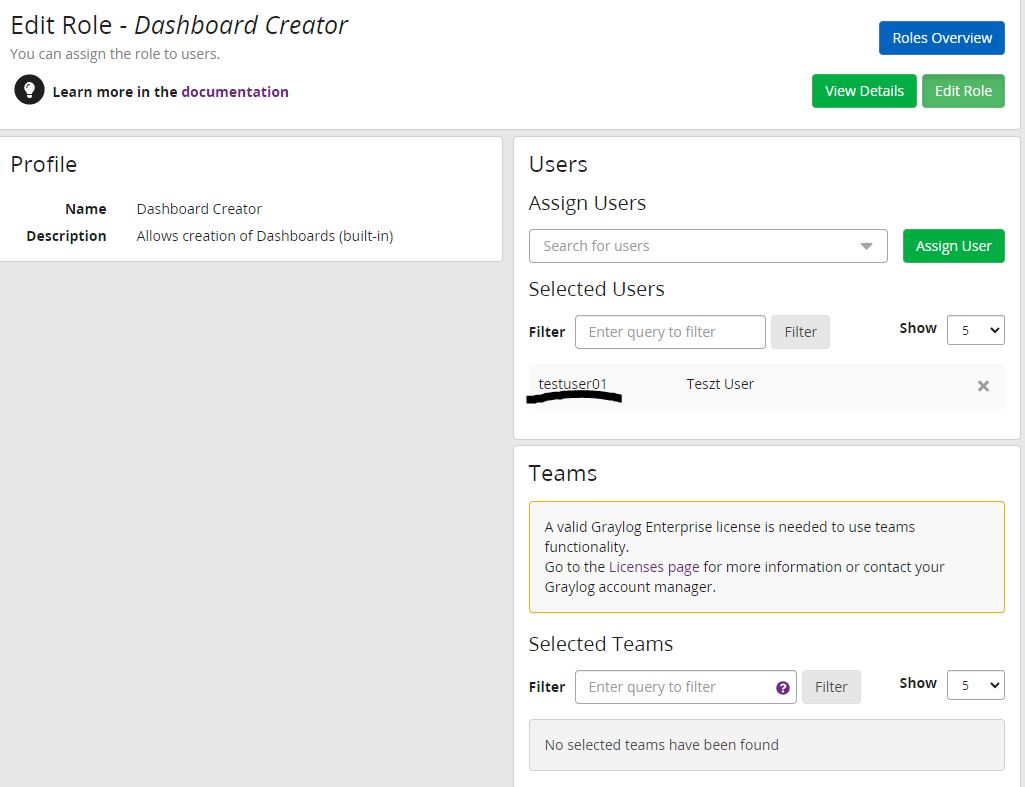 Edit Role - Dashboard Creator
You can assign the role to users.
Roles Overview
Learn more in the documentation
View Details
Edit Role
Profile
Name Dashboard Creator
Description Allows creation of Dashboards (built-in)
Users
Assign Users
Search for users
Assign User
Selected Users
Filter Enter query to filter Filter Show 5
testuser01 Teszt User ×
Teams
A valid Graylog Enterprise license is needed to use teams
functionality.
Go to the Licenses page for more information or contact your
Graylog account manager.
Selected Teams
Filter Enter query to filter ? Filter Show 5
No selected teams have been found